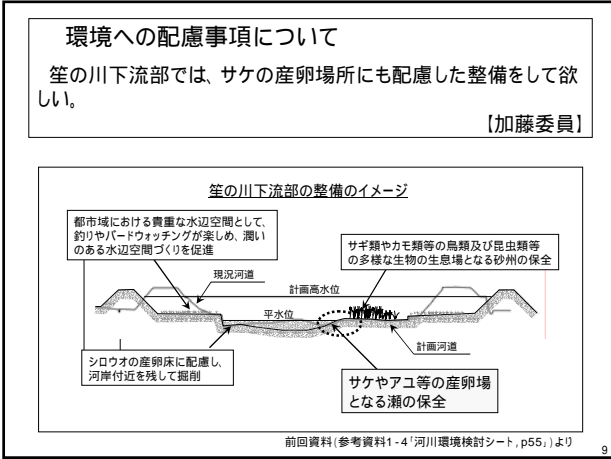 環境への配慮事項について
笙の川下流部では、サケの産卵場所にも配慮した整備をして欲
しい。
【加藤委員】
笙の川下流部の整備のイメージ
都市域における貴重な水辺空間として、
釣りやバードウォッチングが楽しめ、潤い
のある水辺空間づくりを促進
サギ類やカモ類等の鳥類及び昆虫類等
の多様な生物の生息場となる砂州の保全
現況河道
計画高水位
平水位
計画河道
シロウオの産卵床に配慮し、
河岸付近を残して掘削
サケやアユ等の産卵場
となる瀬の保全
前回資料(参考資料1-4「河川環境検討シート,p55」)より
9